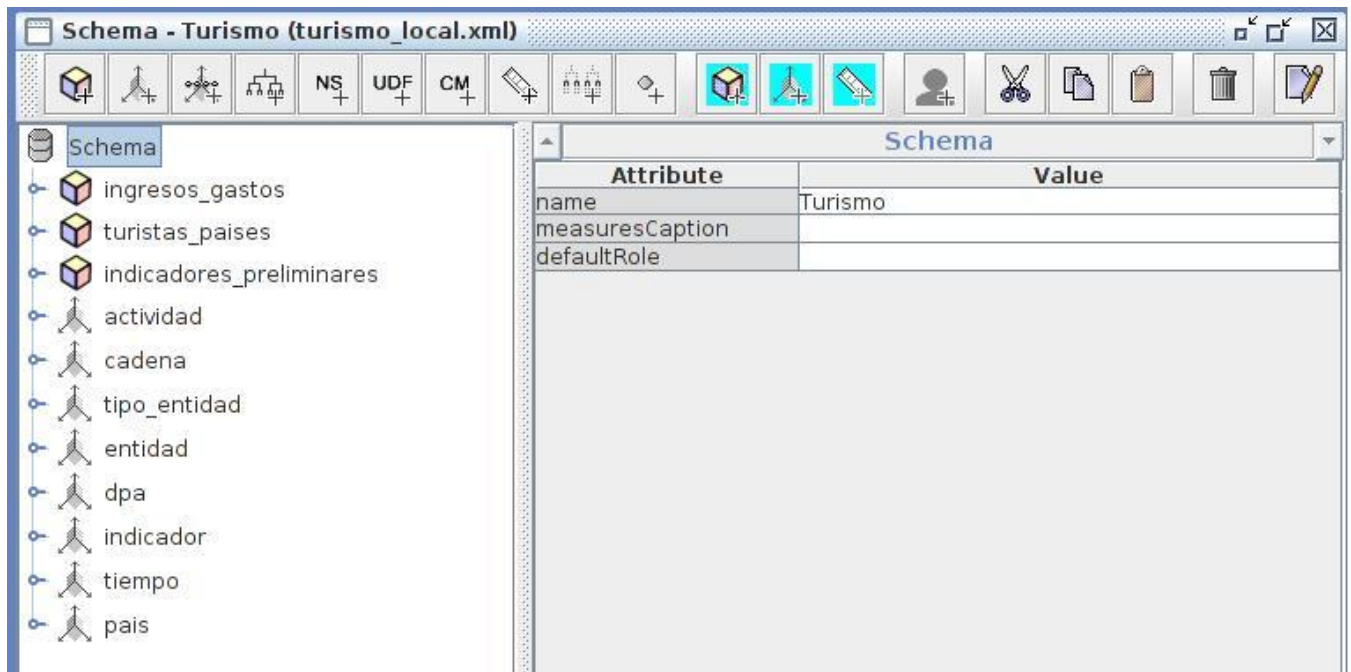 Schema - Turismo (turismo_local.xml)
NS UDF CM
Schema
ingresos_gastos
turistas_paises
indicadores_preliminares
actividad
cadena
tipo_entidad
entidad
dpa
indicador
tiempo
pais
Schema
Attribute Value
name Turismo
measuresCaption
defaultRole